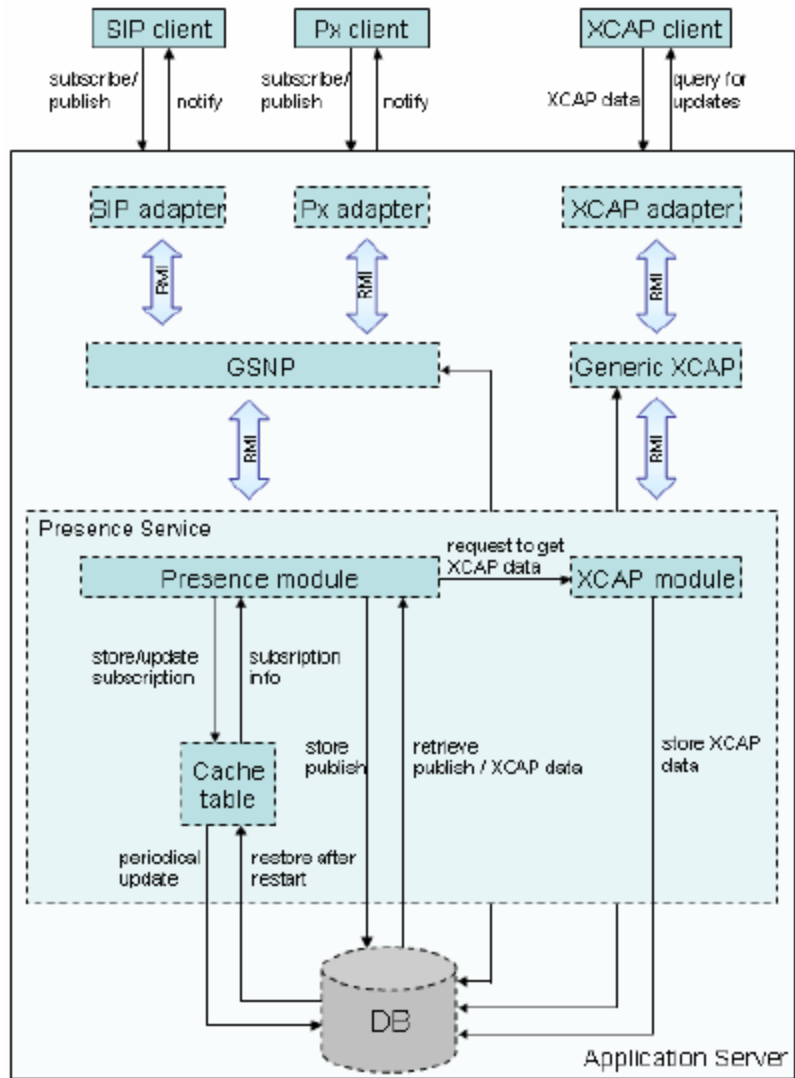 SIP client
Px client
XCAP client
subscribe/
publish
notify
subscribe/
publish
notify
XCAP data
query for
updates
SIP adapter
Px adapter
XCAP adapter
RMI
RMI
RMI
GSNP
Generic XCAP
RMI
RMI
Presence Service
Presence module
request to get
XCAP data
XCAP module
store/update
subscription
subsription
info
store
publish
retrieve
publish / XCAP data
store XCAP
data
Cache
table
periodical
update
restore after
restart
DB
Application Server